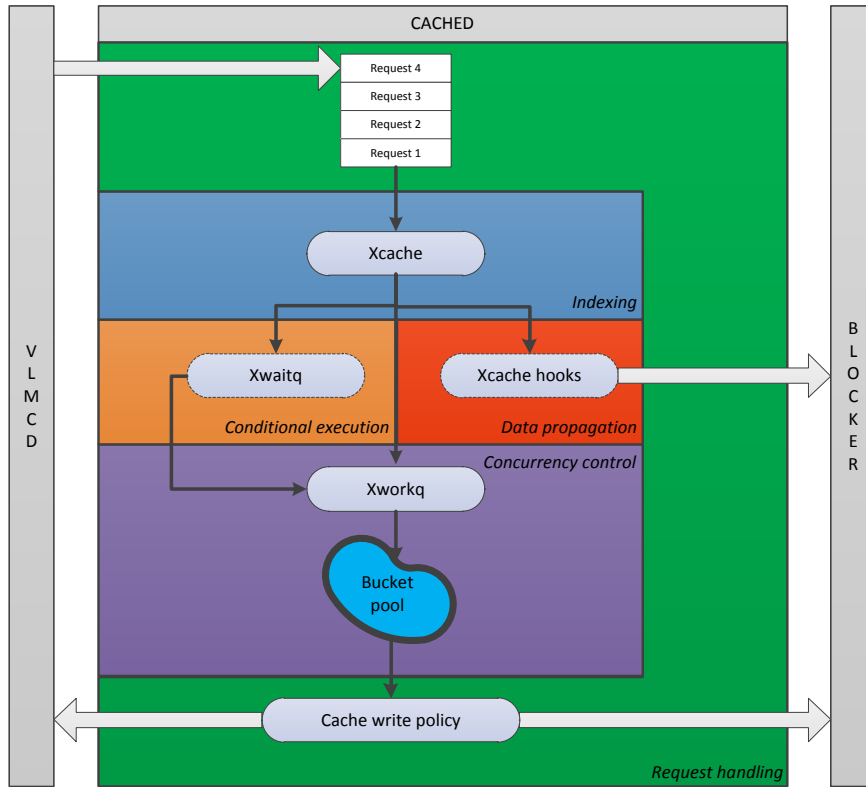 CACHED
Request 4
Request 3
Request 2
Request 1
Xcache
Indexing
V
L
M
C
D
B
L
O
C
K
E
R
Xwaitq
Xcache hooks
Conditional execution
Data propagation
Concurrency control
Xworkq
Bucket
pool
Cache write policy
Request handling